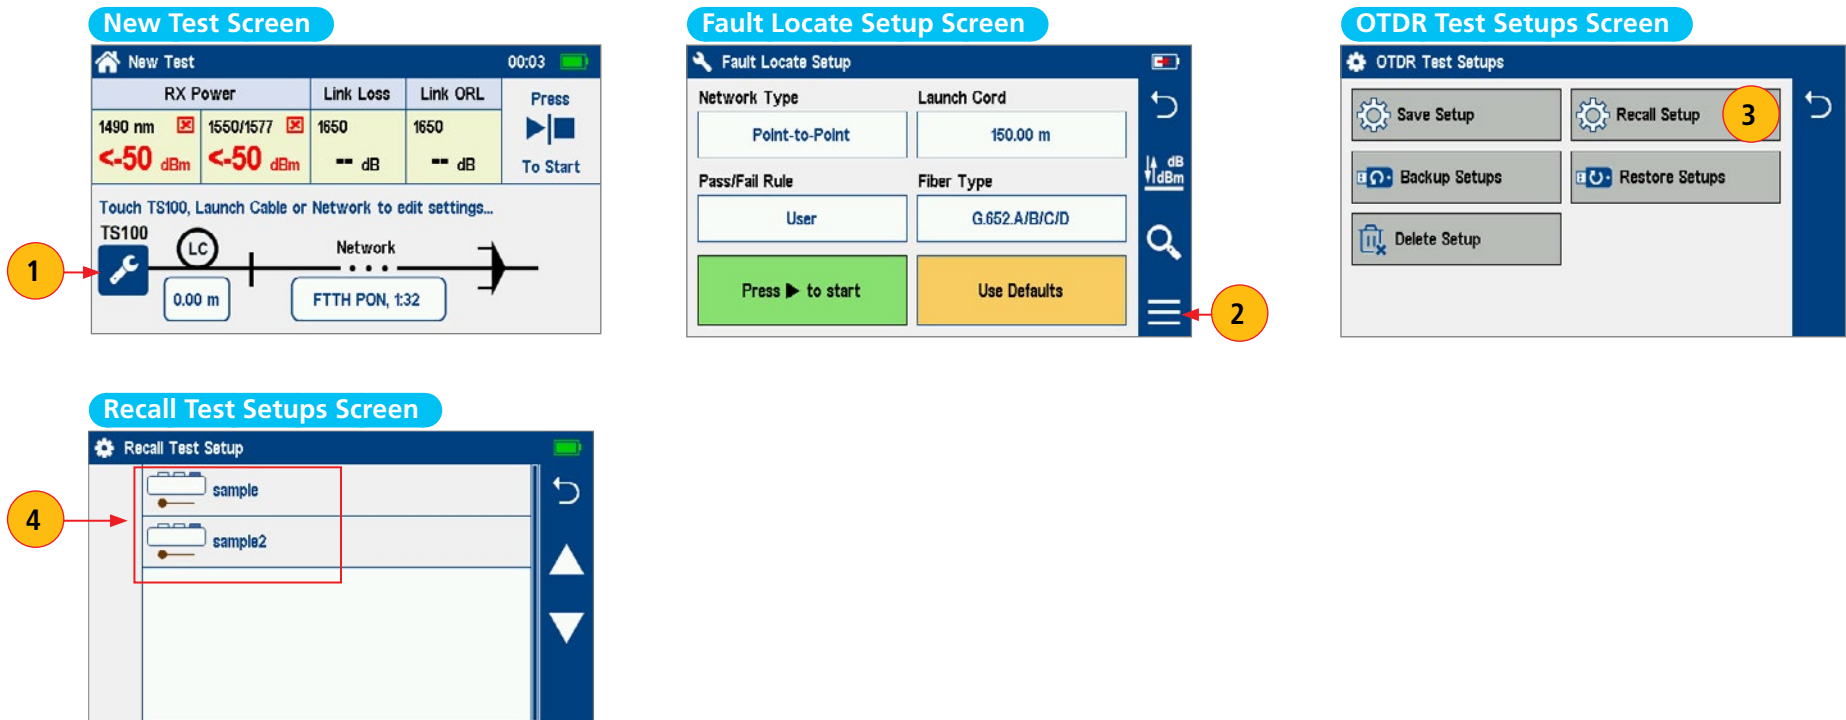 New Test Screen
New Test 00:03
RX Power Link Loss Link ORL Press
1490 nm 1550/1577 1650 1650
<-50 dBm <-50 dBm -- dB -- dB To Start
Touch TS100, Launch Cable or Network to edit settings...
TS100
LC
Network
1
0.00 m
FTTH PON, 1:32
Fault Locate Setup Screen
Fault Locate Setup
Network Type Launch Cord
Point-to-Point 150.00 m
dB
dBm
Pass/Fail Rule Fiber Type
User G.652.A/B/C/D
Press ▶ to start Use Defaults
2
OTDR Test Setups Screen
OTDR Test Setups
Save Setup Recall Setup 3
Backup Setups Restore Setups
Delete Setup
Recall Test Setups Screen
Recall Test Setup
sample
4
sample2